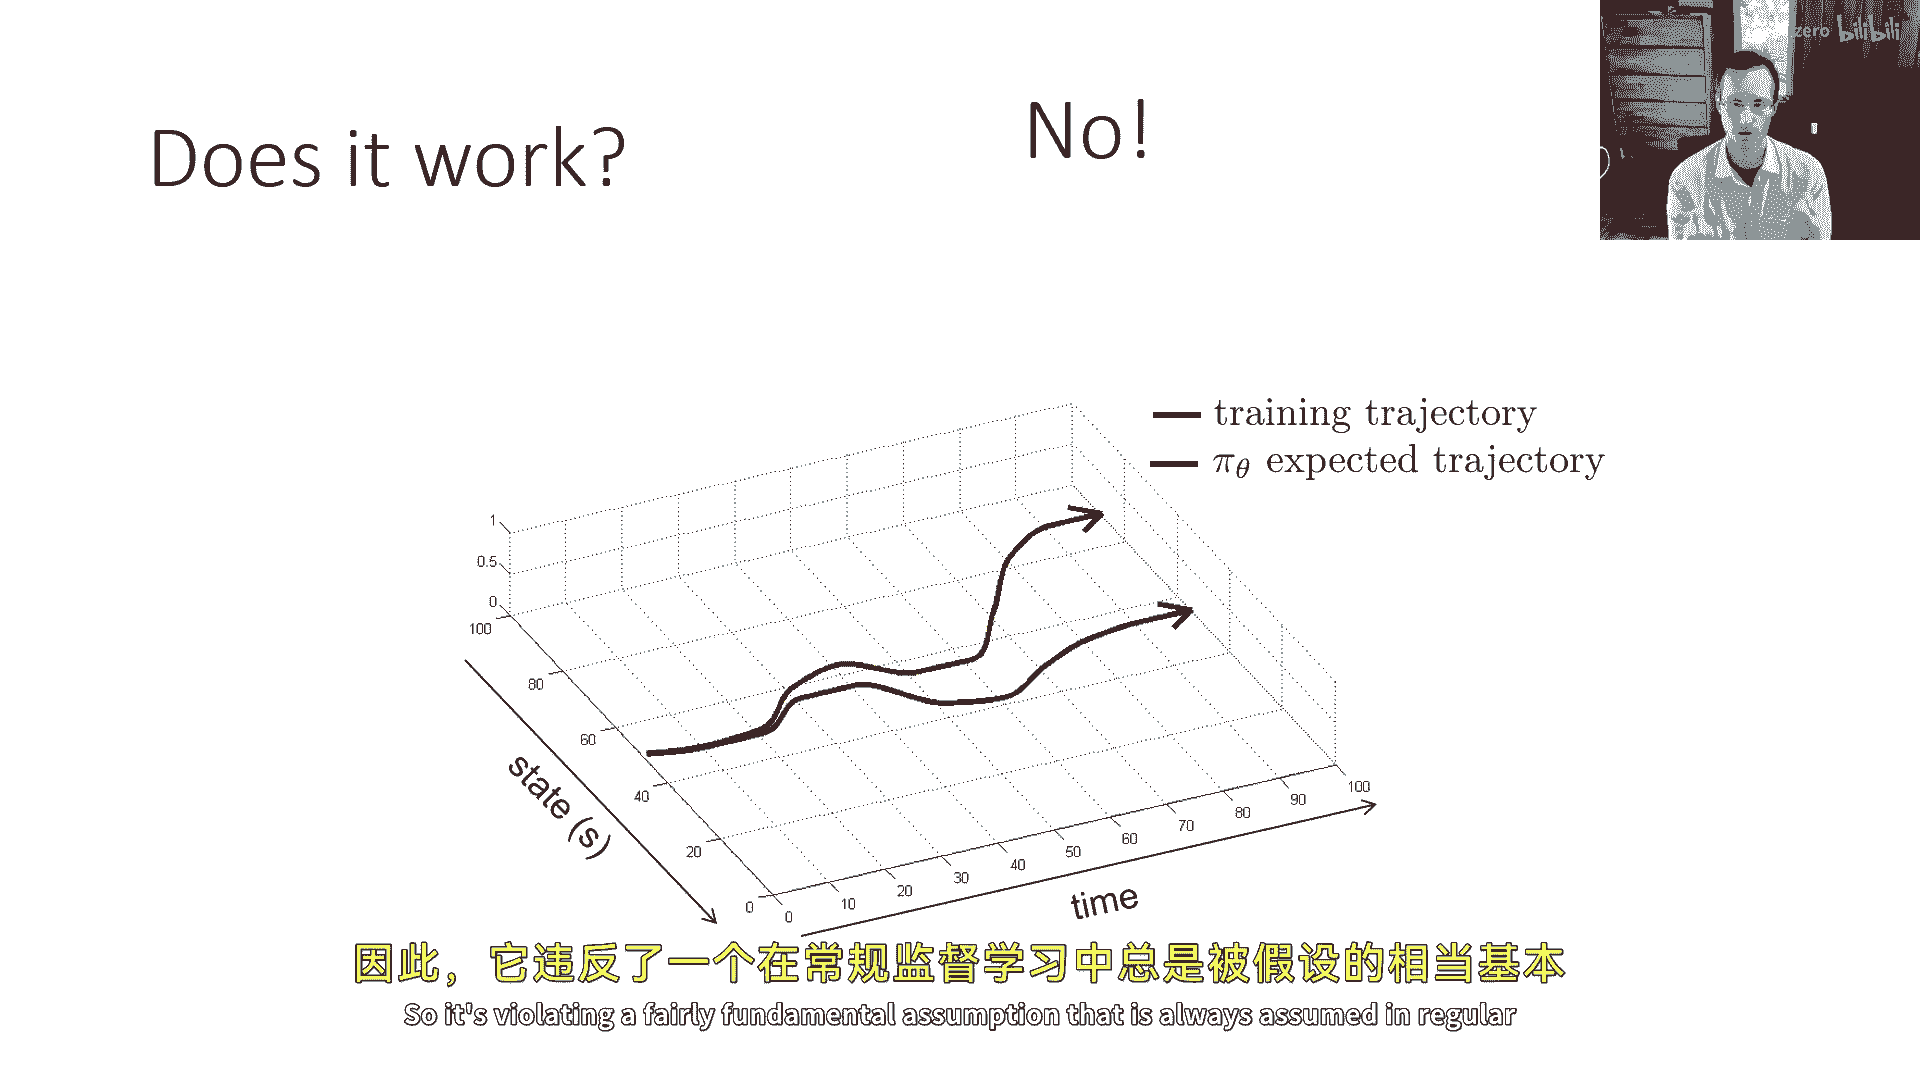 Does it work?
No!
zero bilibili
training trajectory
πθ expected trajectory
1
0.5
0
100
80
60
40
20
0
state (s)
0
10
20
30
40
50
60
70
80
90
100
time
因此，它违反了一个在常规监督学习中总是被假设的相当基本
So it's violating a fairly fundamental assumption that is always assumed in regular